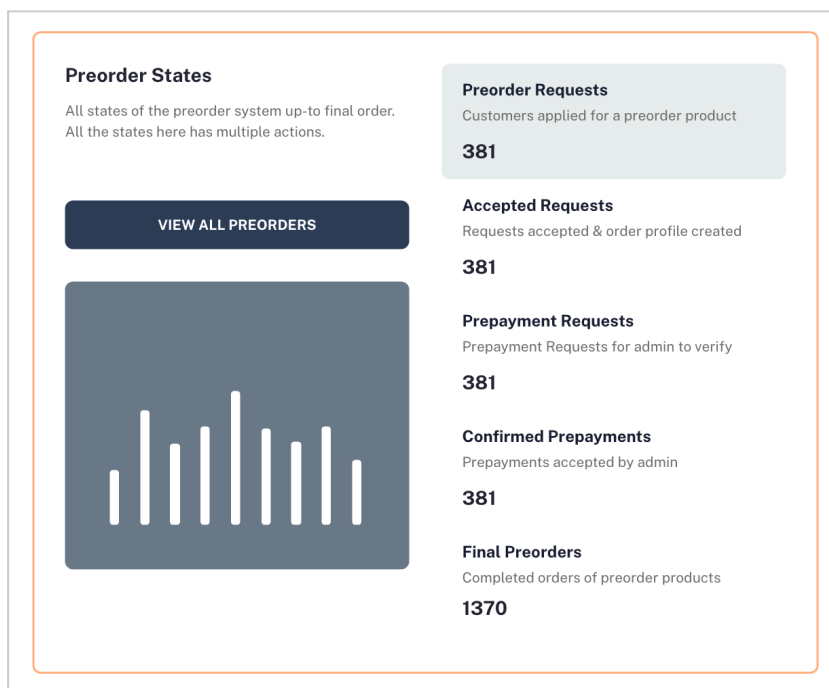 Preorder States
All states of the preorder system up-to final order.
All the states here has multiple actions.
VIEW ALL PREORDERS
Preorder Requests
Customers applied for a preorder product
381
Accepted Requests
Requests accepted & order profile created
381
Prepayment Requests
Prepayment Requests for admin to verify
381
Confirmed Prepayments
Prepayments accepted by admin
381
Final Preorders
Completed orders of preorder products
1370